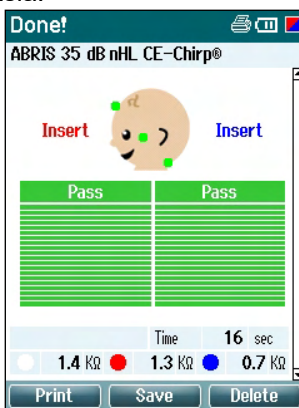 Done!
ABRIS 35 dB nHL CE-Chirp®
Insert Insert
Pass Pass
Time 16 sec
1.4 KΩ 1.3 KΩ 0.7 KΩ
Print Save Delete